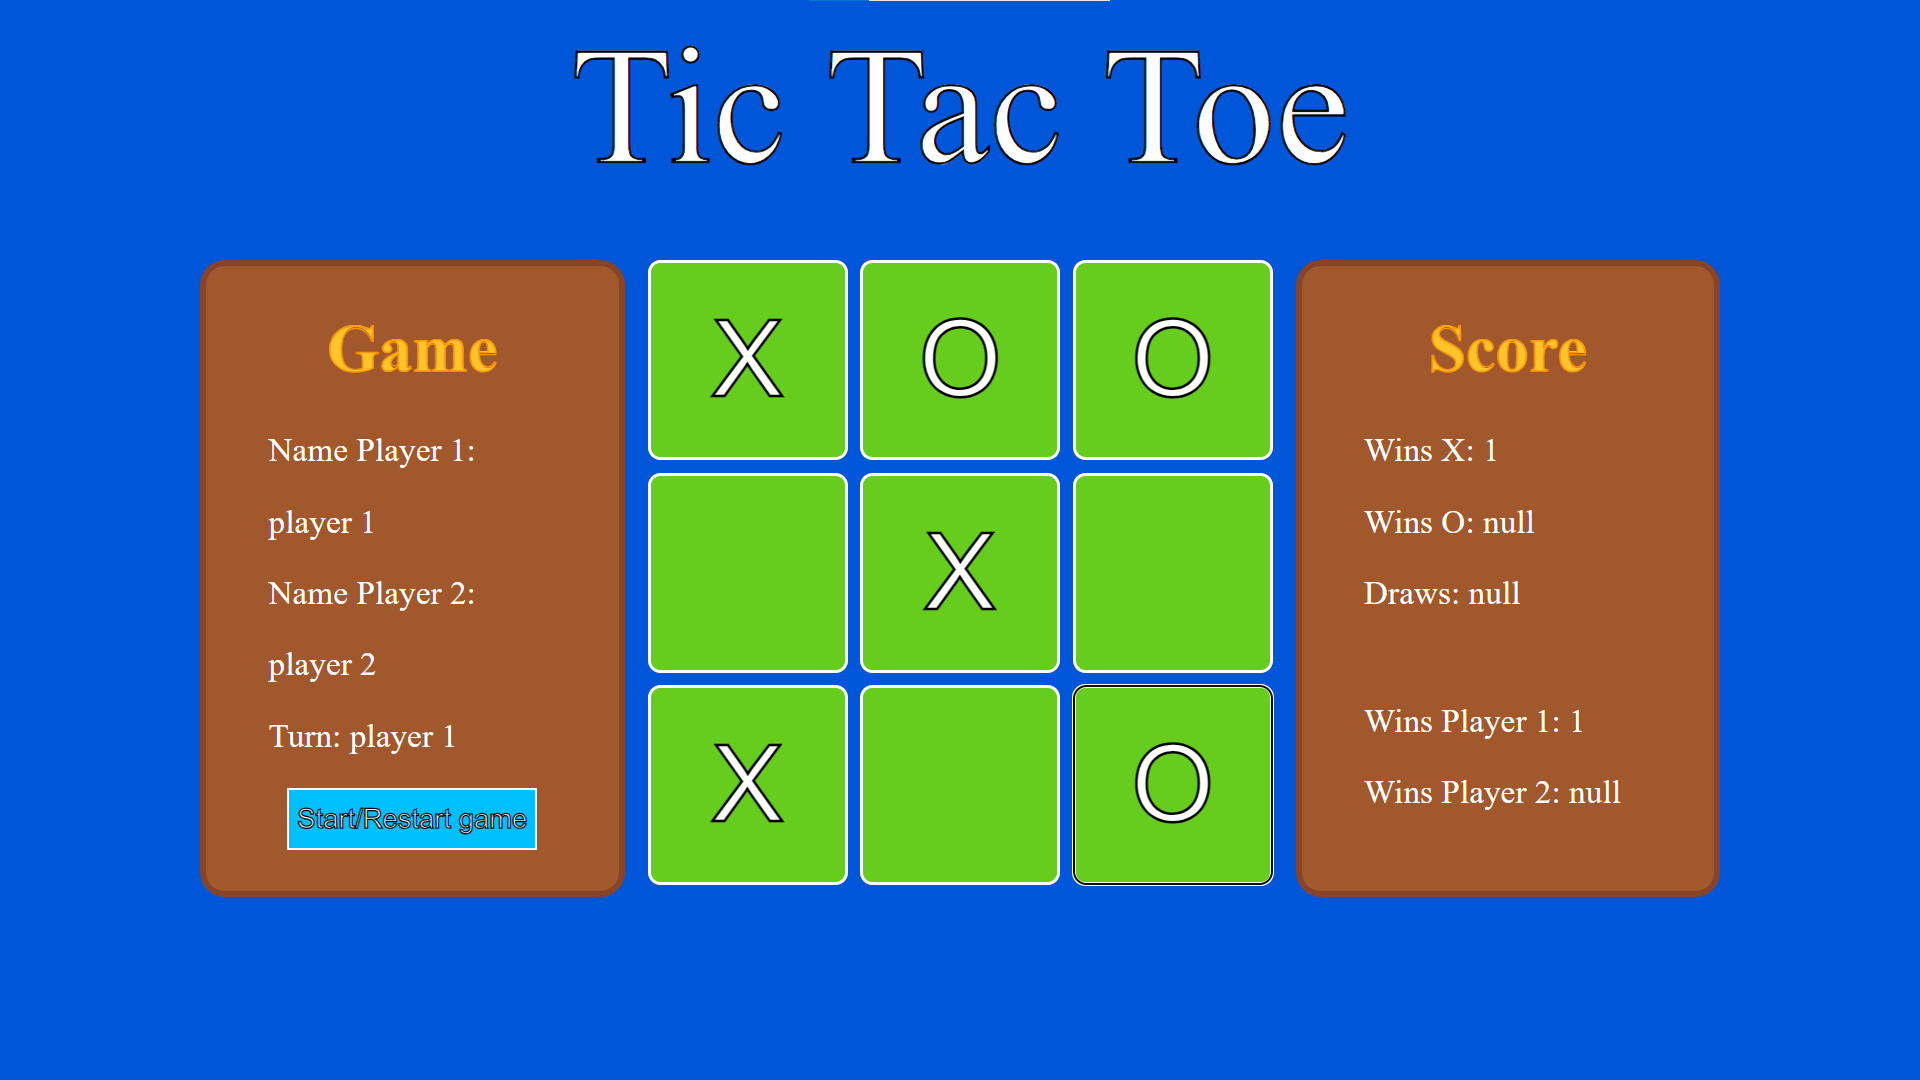 Tic Tac Toe
Game
Name Player 1:
player 1
Name Player 2:
player 2
Turn: player 1
Start/Restart game
X O O
X
X O
Score
Wins X: 1
Wins O: null
Draws: null
Wins Player 1: 1
Wins Player 2: null